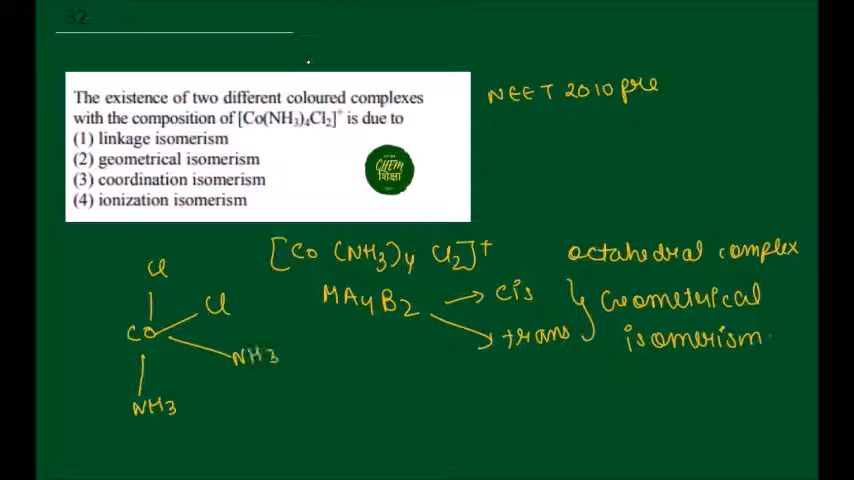 32
The existence of two different coloured complexes
with the composition of [Co(NH₃)₄Cl₂]⁺ is due to
(1) linkage isomerism
(2) geometrical isomerism
(3) coordination isomerism
(4) ionization isomerism
CHEM
शिक्षा
NEET 2010 pre
[Co (NH3)4 Cl2]+
octahedral complex
MA4B2
cis
trans
Geometrical
isomerism
Cl
Cl
Co
NH3
NH3